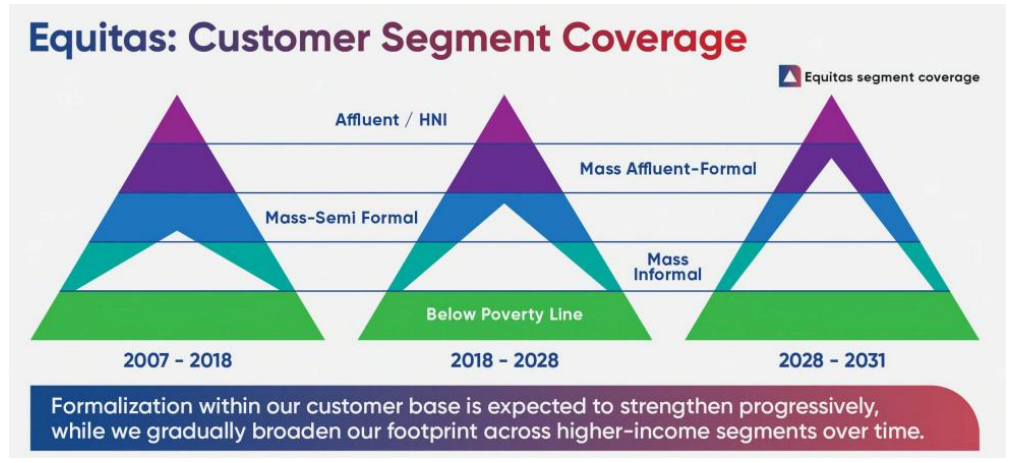 Equitas: Customer Segment Coverage
Equitas segment coverage
Affluent / HNI
Mass Affluent-Formal
Mass-Semi Formal
Mass
Informal
Below Poverty Line
2007 - 2018
2018 - 2028
2028 - 2031
Formalization within our customer base is expected to strengthen progressively,
while we gradually broaden our footprint across higher-income segments over time.